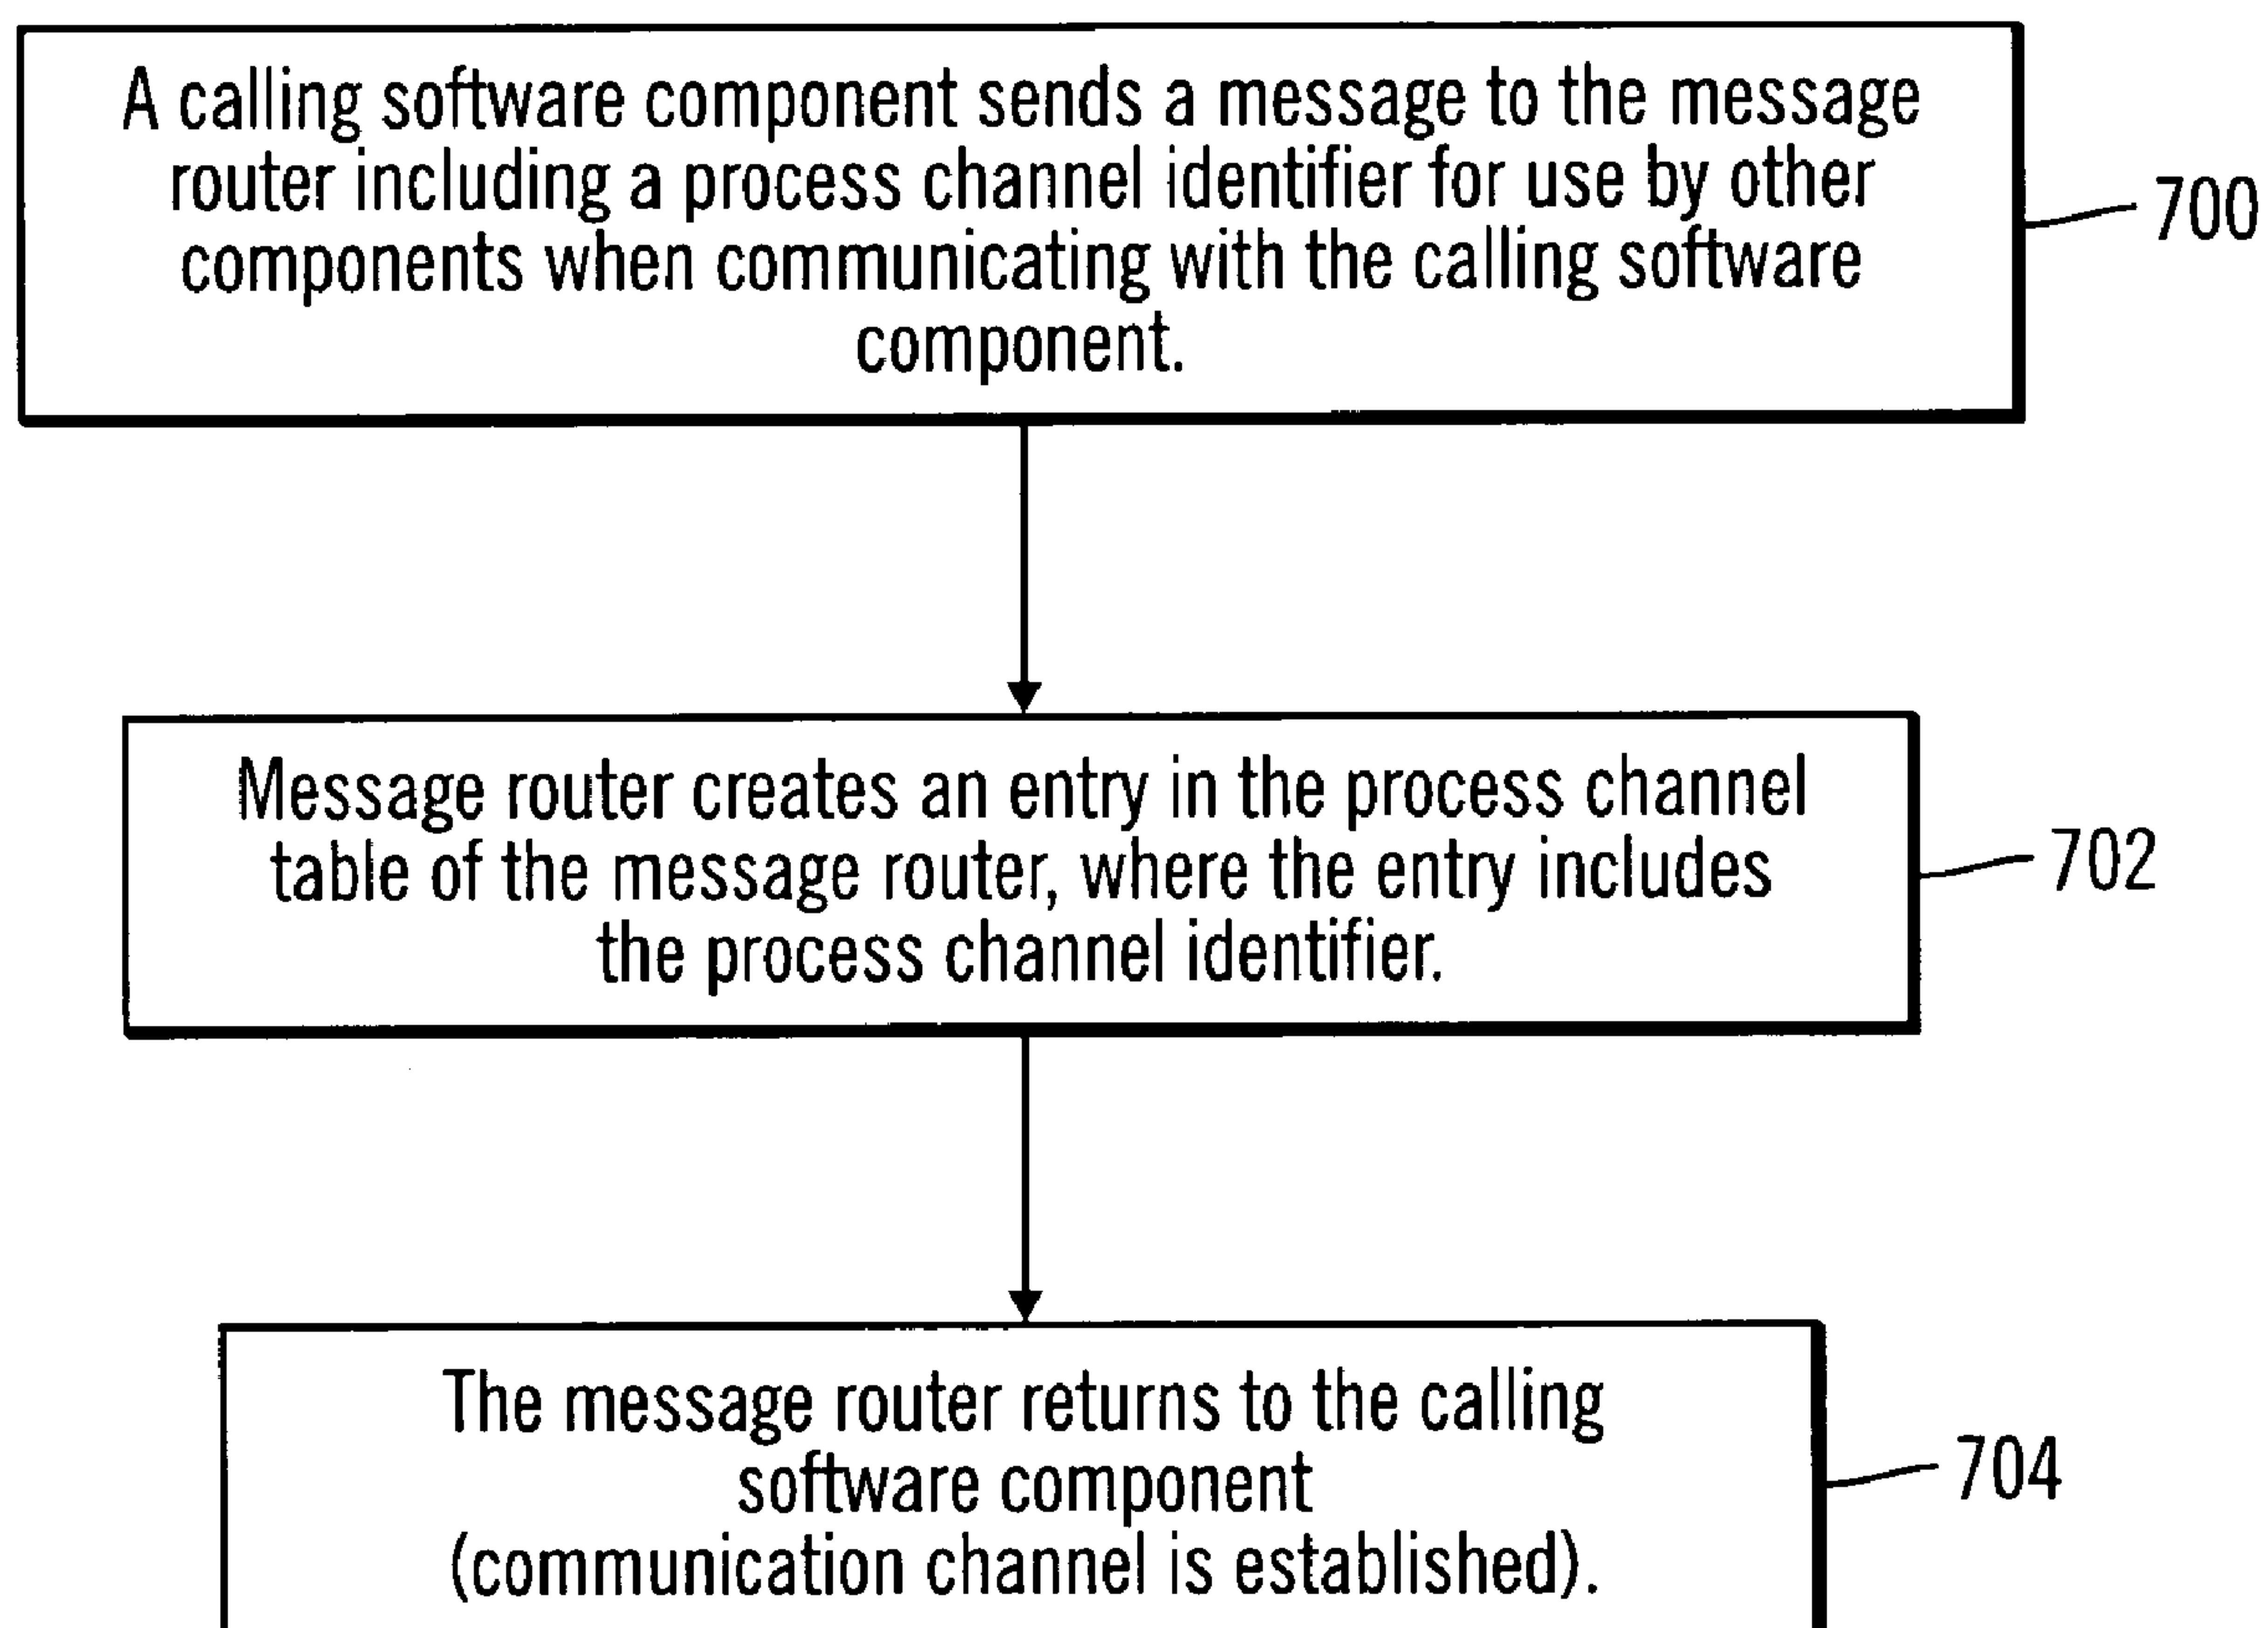 A calling software component sends a message to the message
router including a process channel identifier for use by other
components when communicating with the calling software
component.
700
Message router creates an entry in the process channel
table of the message router, where the entry includes
the process channel identifier.
702
The message router returns to the calling
software component
(communication channel is established).
704